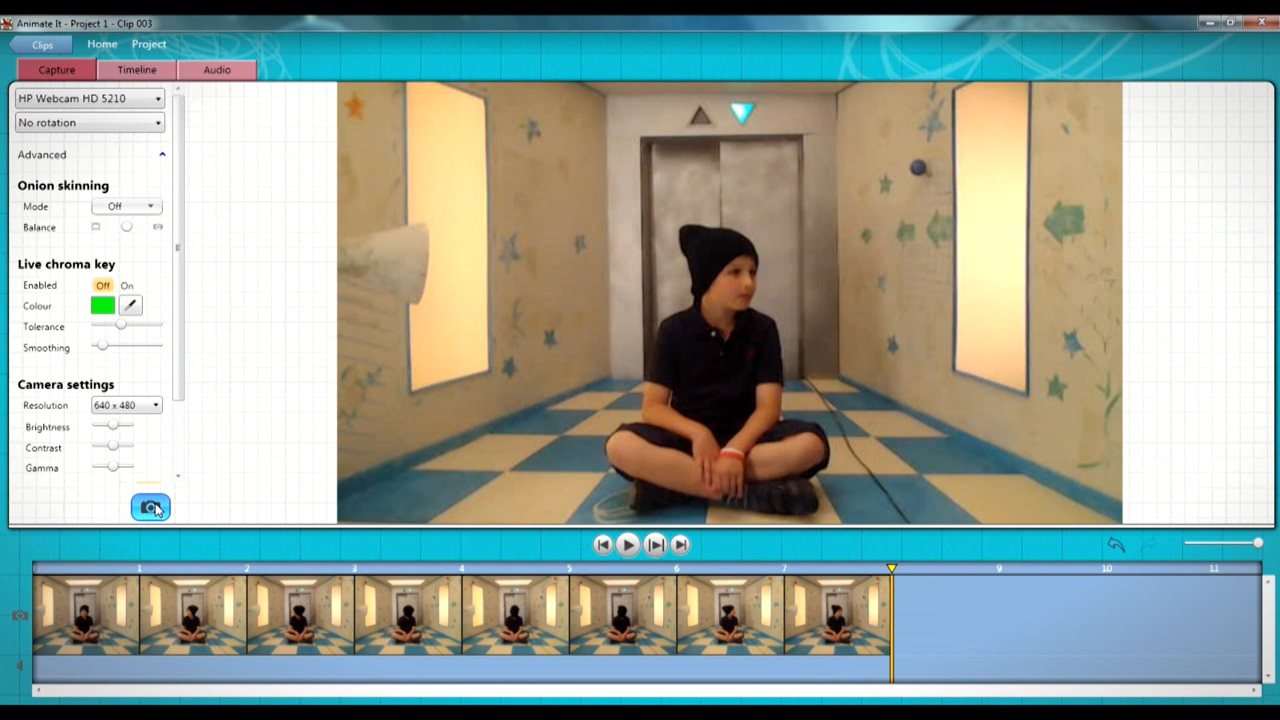 Animate It - Project 1 - Clip 003
Clips Home Project
Capture Timeline Audio
HP Webcam HD 5210
No rotation
Advanced
Onion skinning
Mode Off
Balance
Live chroma key
Enabled Off On
Colour
Tolerance
Smoothing
Camera settings
Resolution 640 x 480
Brightness
Contrast
Gamma
1 2 3 4 5 6 7 9 10 11